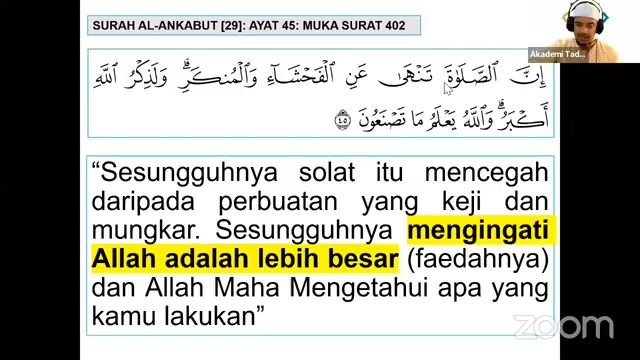 SURAH AL-ANKABUT [29]: AYAT 45: MUKA SURAT 402
Akademi Tad...
إِنَّ ٱلصَّلَوٰةَ تَنْهَىٰ عَنِ ٱلْفَحْشَآءِ وَٱلْمُنكَرِ ۗ وَلَذِكْرُ ٱللَّهِ
أَكْبَرُ ۗ وَٱللَّهُ يَعْلَمُ مَا تَصْنَعُونَ ٤٥
“Sesungguhnya solat itu mencegah
daripada perbuatan yang keji dan
mungkar. Sesungguhnya mengingati
Allah adalah lebih besar (faedahnya)
dan Allah Maha Mengetahui apa yang
kamu lakukan”
zoom